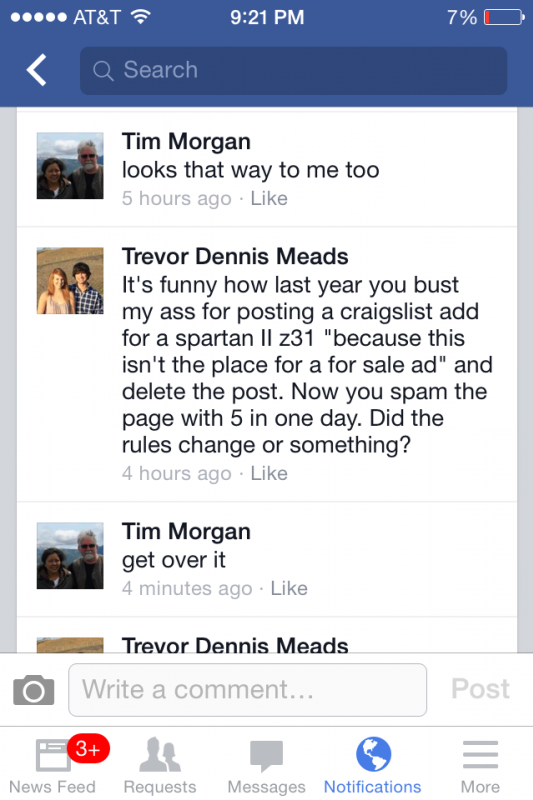 AT&T 9:21 PM 7%
Search
Tim Morgan
looks that way to me too
5 hours ago · Like
Trevor Dennis Meads
It's funny how last year you bust
my ass for posting a craigslist add
for a spartan II z31 "because this
isn't the place for a for sale ad" and
delete the post. Now you spam the
page with 5 in one day. Did the
rules change or something?
4 hours ago · Like
Tim Morgan
get over it
4 minutes ago · Like
Trevor Dennis Meads
Write a comment...
Post
3+
News Feed Requests Messages Notifications More